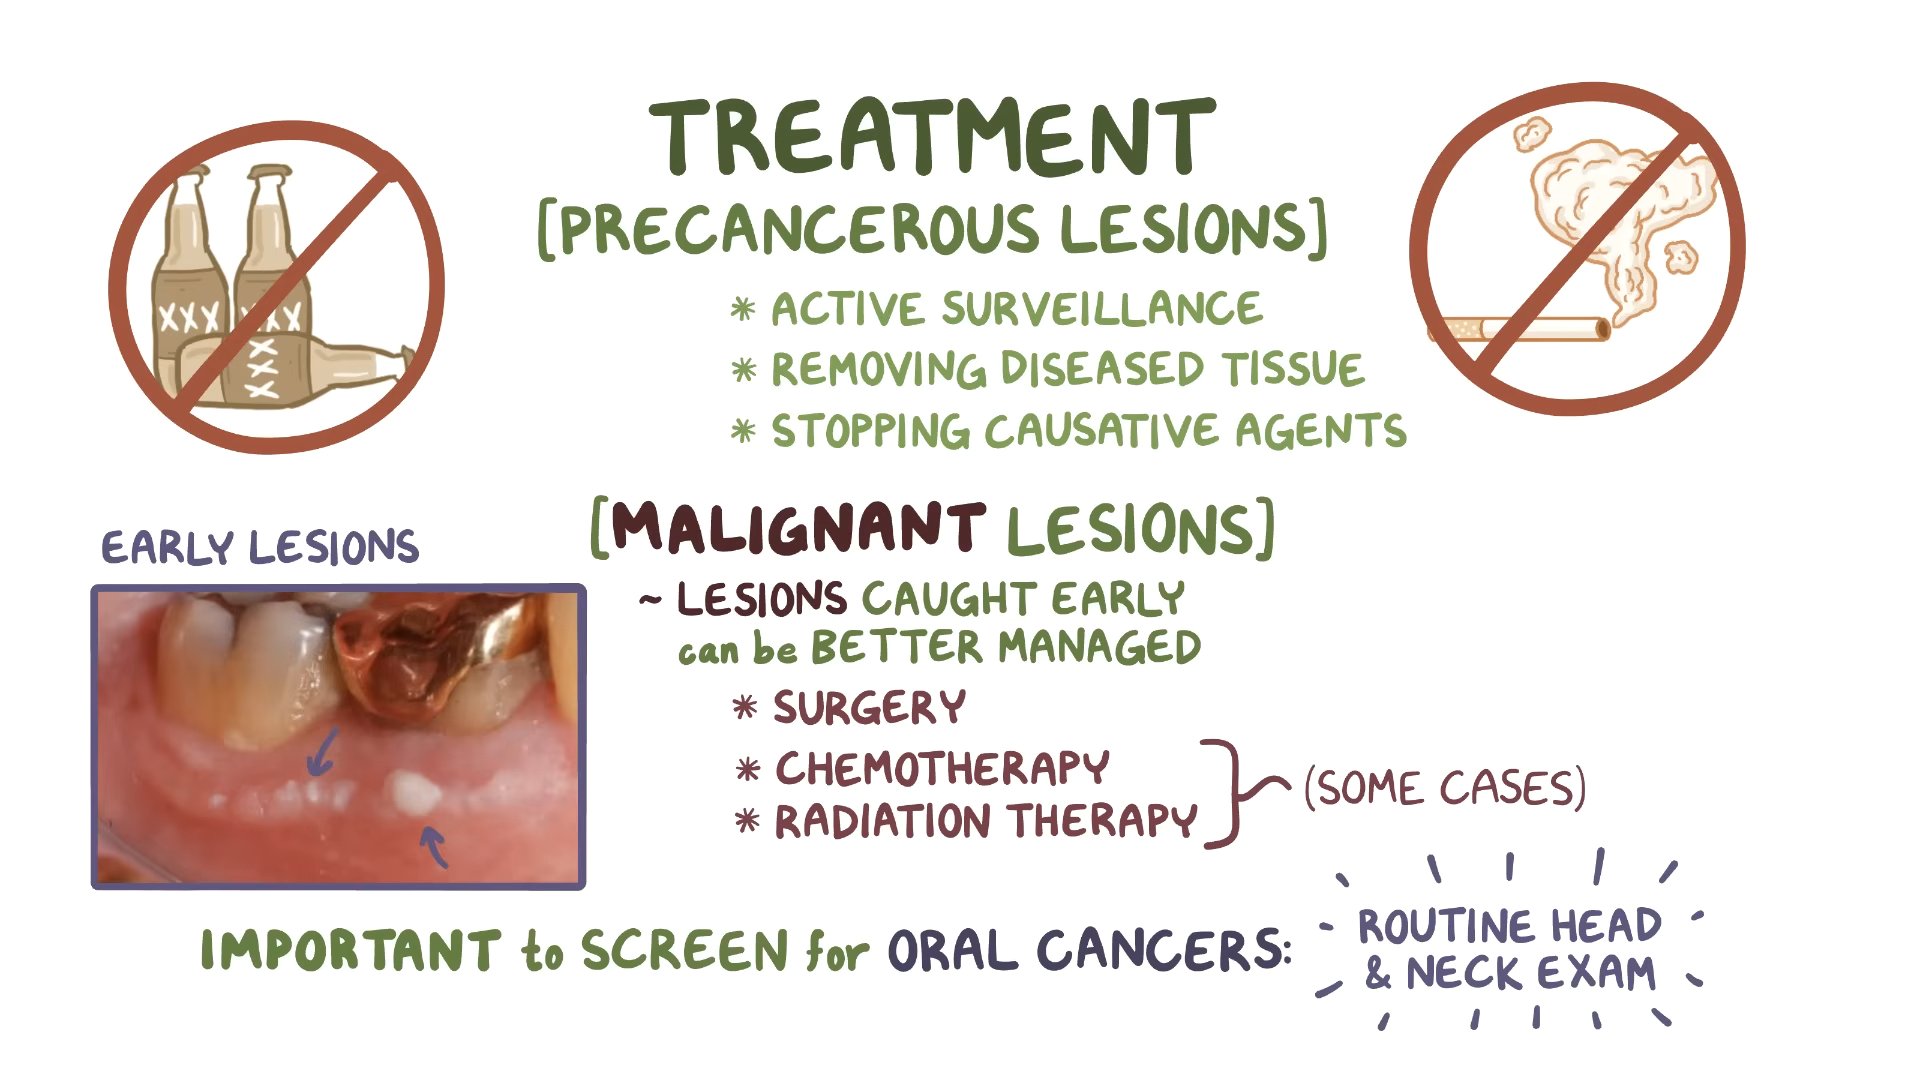 TREATMENT
[PRECANCEROUS LESIONS]
* ACTIVE SURVEILLANCE
* REMOVING DISEASED TISSUE
* STOPPING CAUSATIVE AGENTS
XXX
XXX
XXX
[MALIGNANT LESIONS]
~ LESIONS CAUGHT EARLY
can be BETTER MANAGED
* SURGERY
* CHEMOTHERAPY
* RADIATION THERAPY
(SOME CASES)
EARLY LESIONS
IMPORTANT to SCREEN for ORAL CANCERS:
ROUTINE HEAD
& NECK EXAM